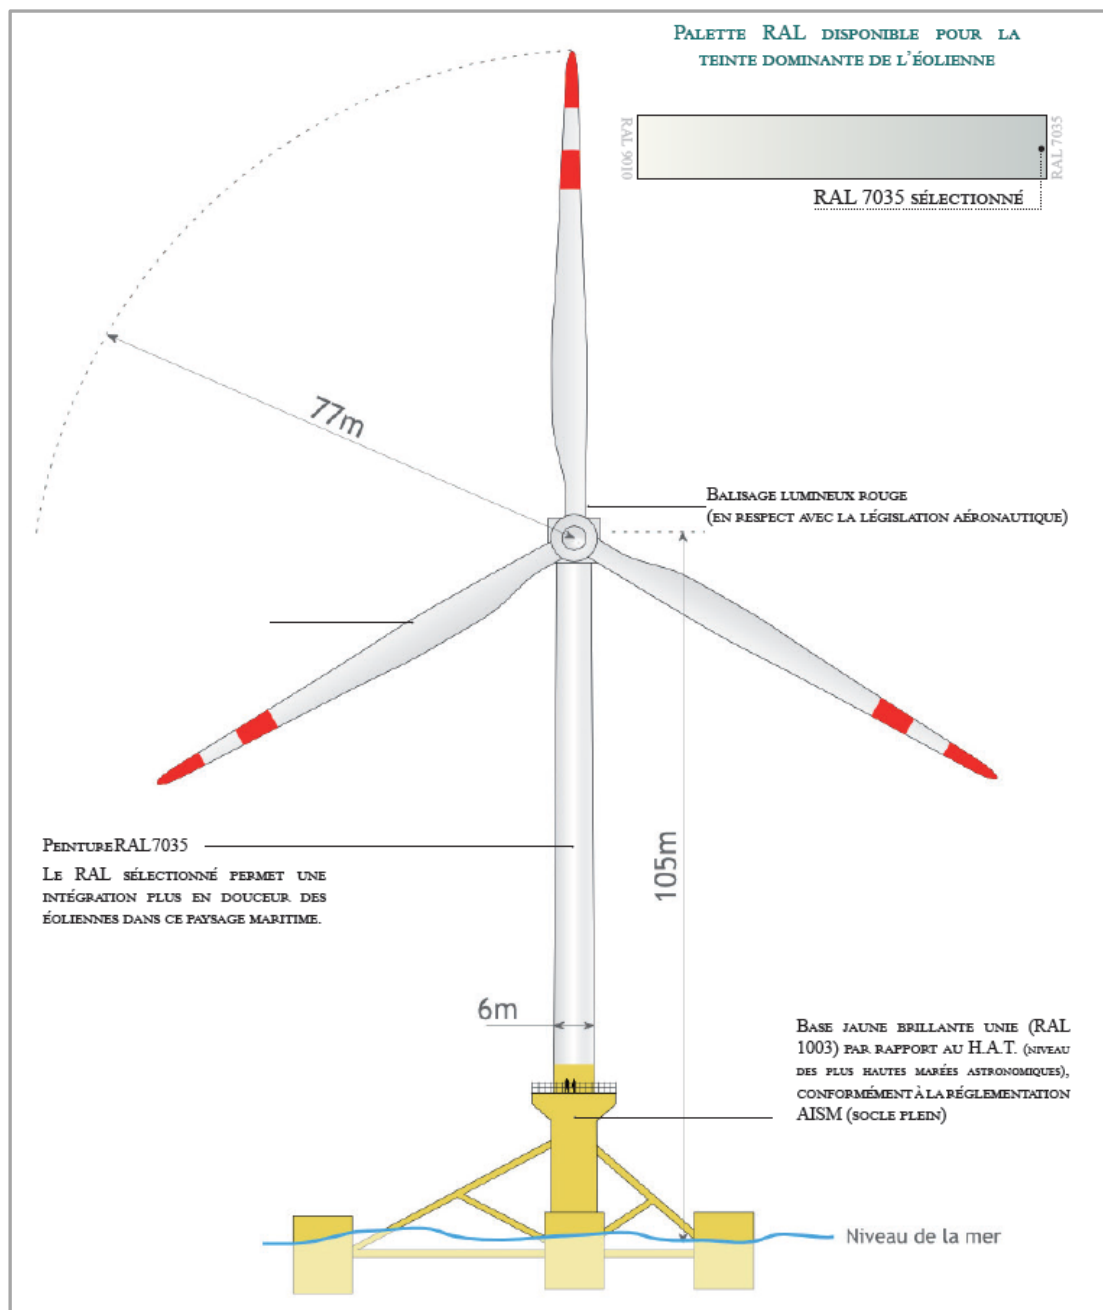 PALETTE RAL DISPONIBLE POUR LA
TEINTE DOMINANTE DE L'ÉOLIENNE
RAL 9010
RAL 7035
RAL 7035 SÉLECTIONNÉ
77m
BALISAGE LUMINEUX ROUGE
(EN RESPECT AVEC LA LÉGISLATION AÉRONAUTIQUE)
105m
PEINTURE RAL 7035
LE RAL SÉLECTIONNÉ PERMET UNE
INTÉGRATION PLUS EN DOUCEUR DES
ÉOLIENNES DANS CE PAYSAGE MARITIME.
6m
BASE JAUNE BRILLANTE UNIE (RAL
1003) PAR RAPPORT AU H.A.T. (NIVEAU
DES PLUS HAUTES MARÉES ASTRONOMIQUES),
CONFORMÉMENT À LA RÉGLEMENTATION
AISM (SOCLE PLEIN)
Niveau de la mer